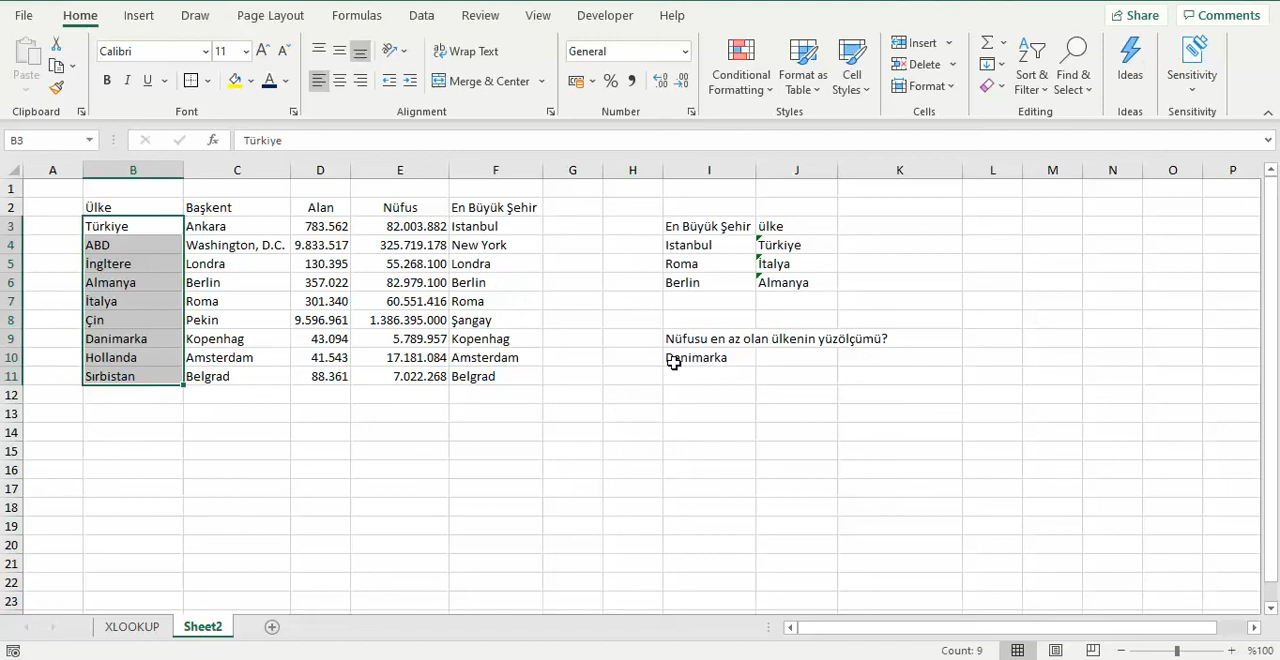 File Home Insert Draw Page Layout Formulas Data Review View Developer Help Share Comments
Paste Calibri 11 A A B I U A ab Wrap Text Merge & Center General % , Conditional Formatting Format as Table Cell Styles Insert Delete Format Sort & Filter Find & Select Ideas Sensitivity
Clipboard Font Alignment Number Styles Cells Editing Ideas Sensitivity
B3 fx Türkiye
A B C D E F G H I J K L M N O P
1
2 Ülke Başkent Alan Nüfus En Büyük Şehir
3 Türkiye Ankara 783.562 82.003.882 Istanbul En Büyük Şehir ülke
4 ABD Washington, D.C. 9.833.517 325.719.178 New York Istanbul Türkiye
5 İngltere Londra 130.395 55.268.100 Londra Roma İtalya
6 Almanya Berlin 357.022 82.979.100 Berlin Berlin Almanya
7 İtalya Roma 301.340 60.551.416 Roma
8 Çin Pekin 9.596.961 1.386.395.000 Şangay
9 Danimarka Kopenhag 43.094 5.789.957 Kopenhag Nüfusu en az olan ülkenin yüzölçümü?
10 Hollanda Amsterdam 41.543 17.181.084 Amsterdam Danimarka
11 Sırbistan Belgrad 88.361 7.022.268 Belgrad
12
13
14
15
16
17
18
19
20
21
22
23
XLOOKUP Sheet2
Count: 9 %100